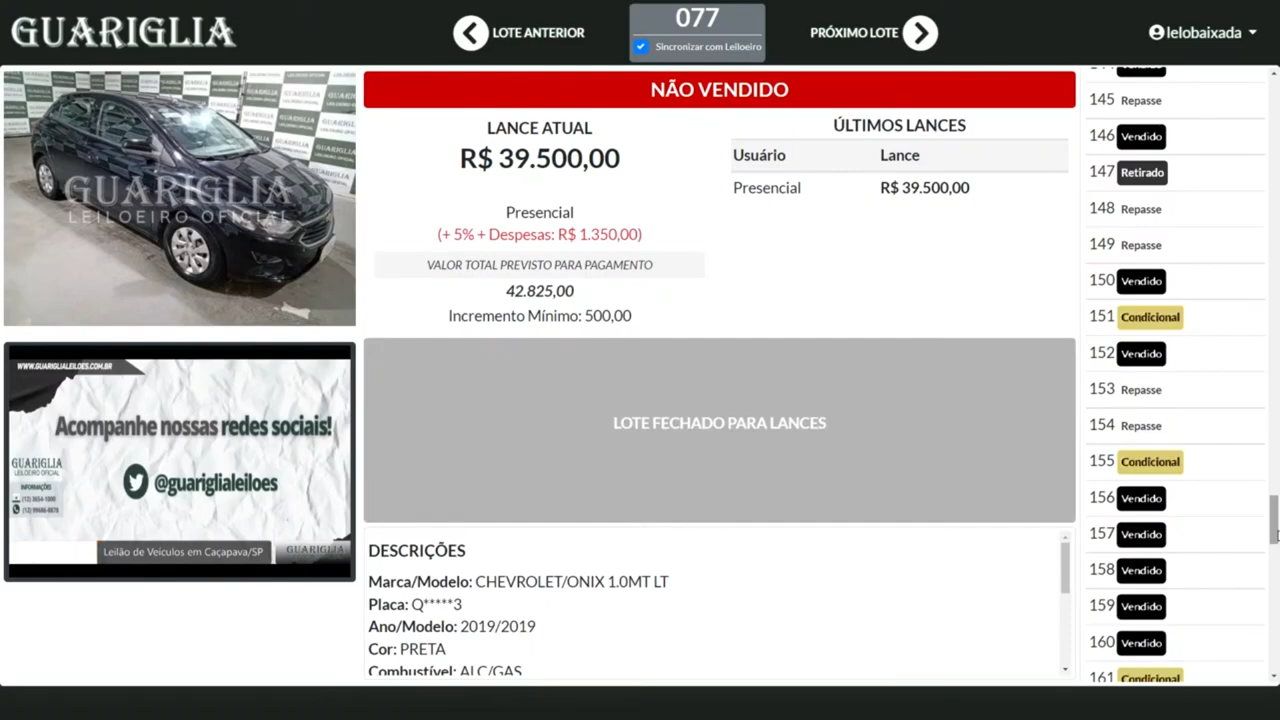 GUARIGLIA
LOTE ANTERIOR
077
Sincronizar com Leiloeiro
PRÓXIMO LOTE
lelobaixada
GUARIGLIA
LEILOEIRO OFICIAL
NÃO VENDIDO
LANCE ATUAL
R$ 39.500,00
Presencial
(+ 5% + Despesas: R$ 1.350,00)
VALOR TOTAL PREVISTO PARA PAGAMENTO
42.825,00
Incremento Mínimo: 500,00
ÚLTIMOS LANCES
Usuário Lance
Presencial R$ 39.500,00
LOTE FECHADO PARA LANCES
WWW.GUARIGLIALEILOES.COM.BR
Acompanhe nossas redes sociais!
@guariglialeiloes
GUARIGLIA
LEILOEIRO OFICIAL
INFORMAÇÕES
Leilão de Veículos em Caçapava/SP
GUARIGLIA
DESCRIÇÕES
Marca/Modelo: CHEVROLET/ONIX 1.0MT LT
Placa: Q*****3
Ano/Modelo: 2019/2019
Cor: PRETA
Combustível: ALC/GAS
145 Repasse
146 Vendido
147 Retirado
148 Repasse
149 Repasse
150 Vendido
151 Condicional
152 Vendido
153 Repasse
154 Repasse
155 Condicional
156 Vendido
157 Vendido
158 Vendido
159 Vendido
160 Vendido
161 Condicional